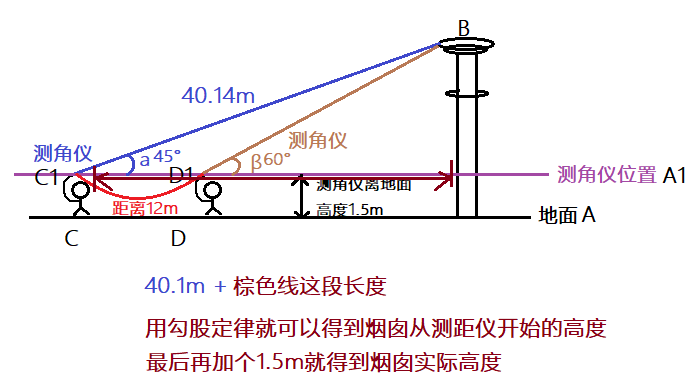 B
40.14m
测角仪
测角仪
a 45°
β60°
C1
D1
测角仪位置 A1
测角仪离地面
高度1.5m
距离12m
地面 A
C
D
40.1m + 棕色线这段长度
用勾股定律就可以得到烟囱从测距仪开始的高度
最后再加个1.5m就得到烟囱实际高度